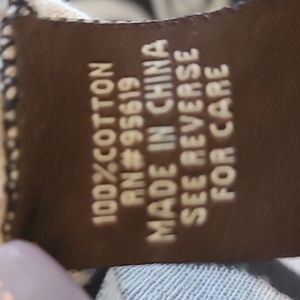 100% COTTON
RN#95619
MADE IN CHINA
SEE REVERSE
FOR CARE